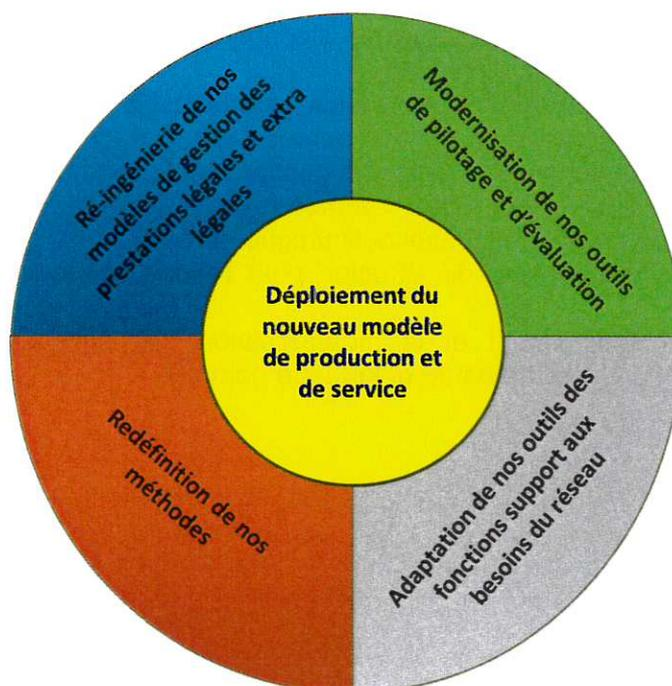 Ré-ingénierie de nos
modèles de gestion des
prestations légales et extra
légales
Modernisation de nos outils
de pilotage et d'évaluation
Déploiement du
nouveau modèle
de production et
de service
Redéfinition de nos
méthodes
Adaptation de nos outils des
fonctions support aux
besoins du réseau